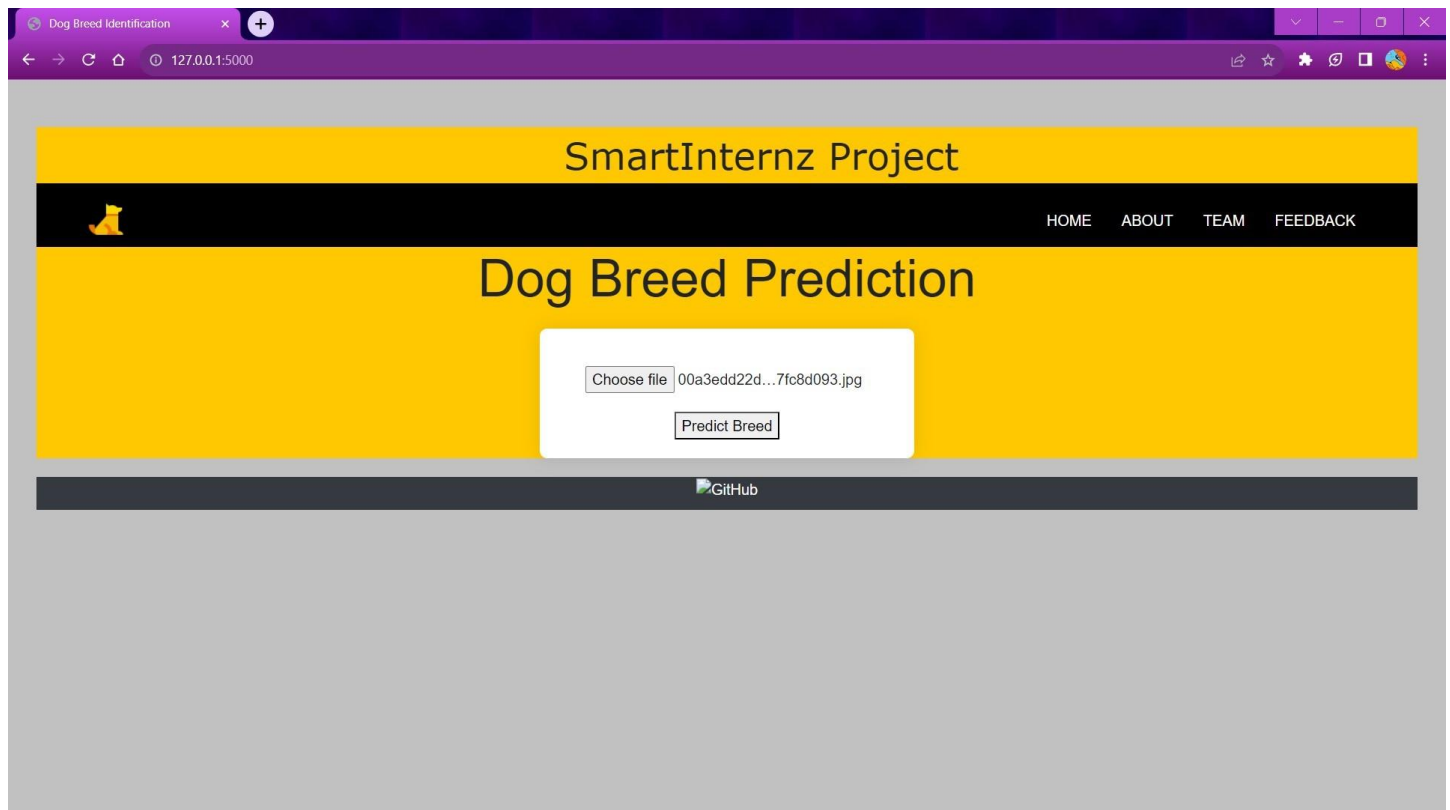 Dog Breed Identification
127.0.0.1:5000
SmartInternz Project
HOME ABOUT TEAM FEEDBACK
Dog Breed Prediction
Choose file 00a3edd22d…7fc8d093.jpg
Predict Breed
GitHub